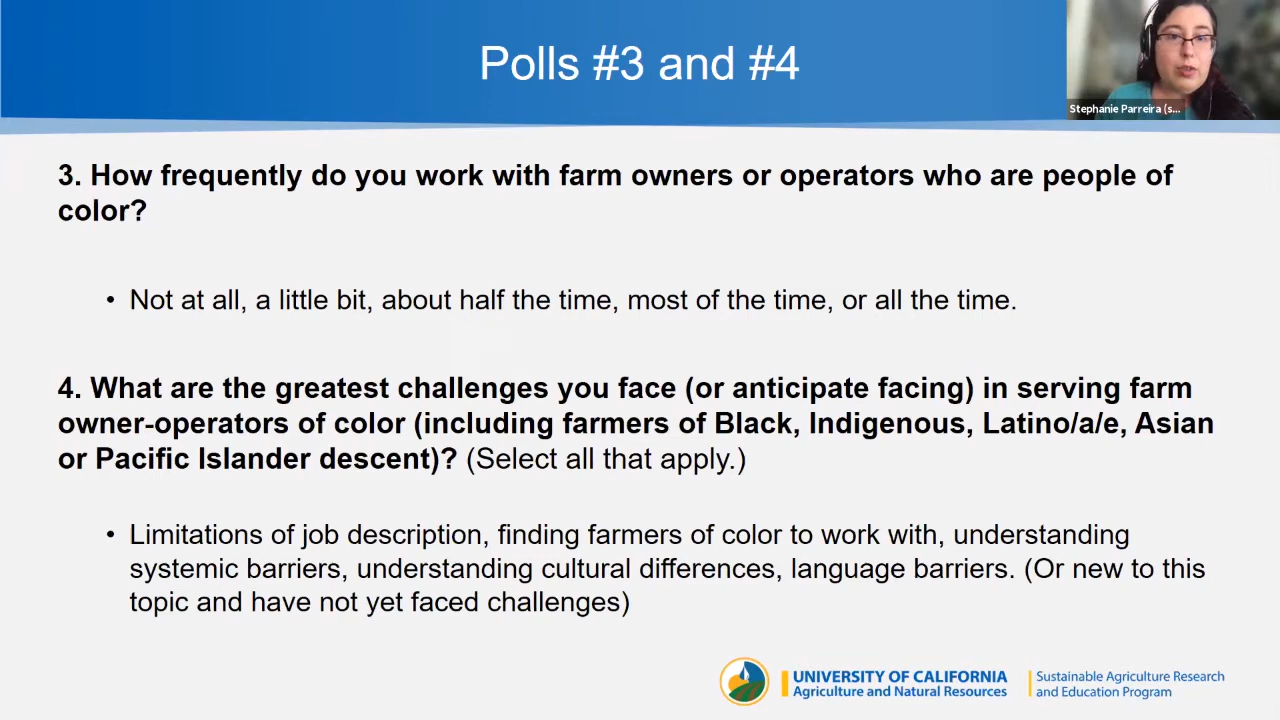 Polls #3 and #4
Stephanie Parreira (s...
3. How frequently do you work with farm owners or operators who are people of
color?
• Not at all, a little bit, about half the time, most of the time, or all the time.
4. What are the greatest challenges you face (or anticipate facing) in serving farm
owner-operators of color (including farmers of Black, Indigenous, Latino/a/e, Asian
or Pacific Islander descent)? (Select all that apply.)
• Limitations of job description, finding farmers of color to work with, understanding
systemic barriers, understanding cultural differences, language barriers. (Or new to this
topic and have not yet faced challenges)
UNIVERSITY OF CALIFORNIA
Agriculture and Natural Resources
Sustainable Agriculture Research
and Education Program